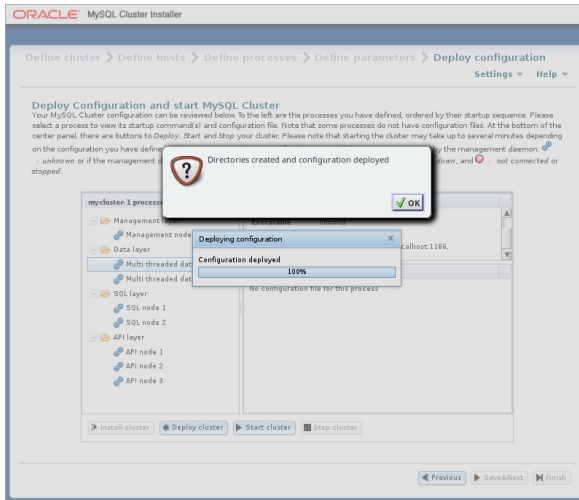 ORACLE® MySQL Cluster Installer
Define cluster > Define hosts > Define processes > Define parameters > Deploy configuration
Settings Help
Deploy Configuration and start MySQL Cluster
Your MySQL Cluster configuration can be reviewed below. To the left are the processes you have defined, ordered by their startup sequence. Please
select a process to view its startup command(s) and configuration file. Note that some processes do not have configuration files. At the bottom of the
center panel, there are buttons to Deploy, Start and Stop your cluster. Please note that starting the cluster may take up to several minutes depending
on the configuration you have define by the management daemon:
: unknown or if the management d down, and : not connected or
stopped.
Directories created and configuration deployed
OK
mycluster-1 processe
Management layer
Management node
Data layer
Multi threaded dat
Multi threaded dat
SQL layer
SQL node 1
SQL node 2
API layer
API node 1
API node 2
API node 3
Executable
Deploying configuration x
Configuration deployed
100%
calhost:1186,
No configuration file for this process
Install cluster Deploy cluster Start cluster Stop cluster
Previous Save&Next Finish